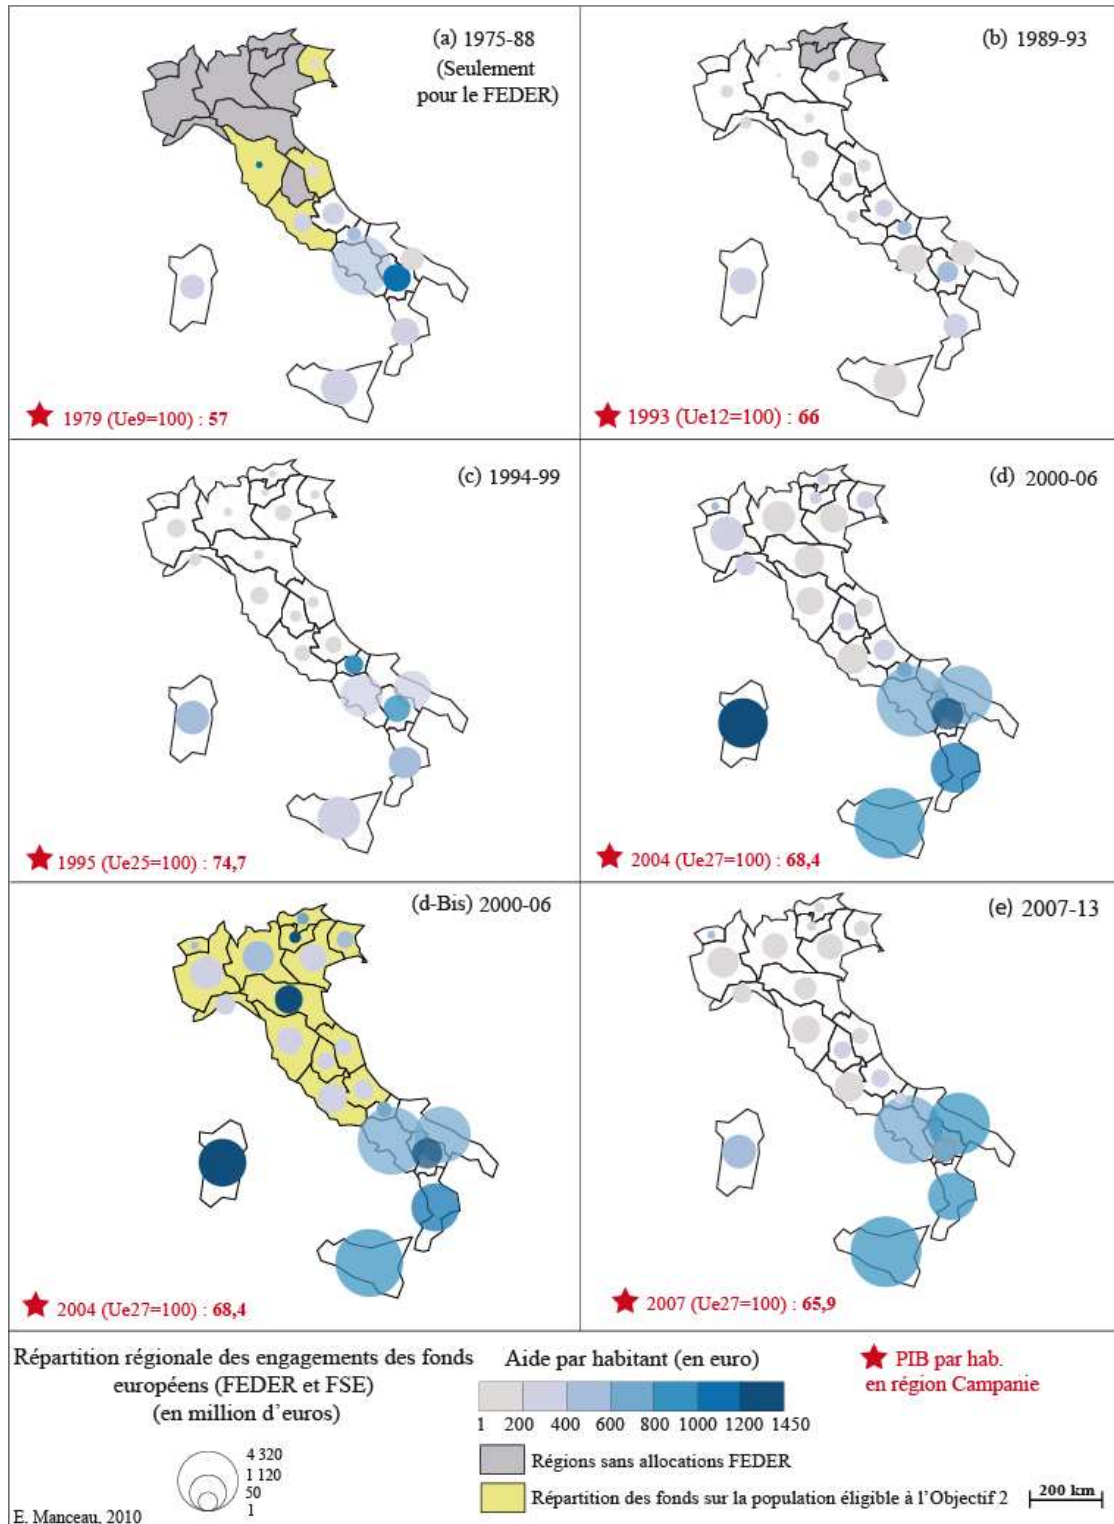 (a) 1975-88
(Seulement
pour le FEDER)
1979 (Ue9=100) : 57
(b) 1989-93
1993 (Ue12=100) : 66
(c) 1994-99
1995 (Ue25=100) : 74,7
(d) 2000-06
2004 (Ue27=100) : 68,4
(d-Bis) 2000-06
2004 (Ue27=100) : 68,4
(e) 2007-13
2007 (Ue27=100) : 65,9
Répartition régionale des engagements des fonds
européens (FEDER et FSE)
(en million d'euros)
4 320
1 120
50
1
E. Manceau, 2010
Aide par habitant (en euro)
1 200 400 600 800 1000 1200 1450
Régions sans allocations FEDER
Répartition des fonds sur la population éligible à l'Objectif 2
PIB par hab.
en région Campanie
200 km